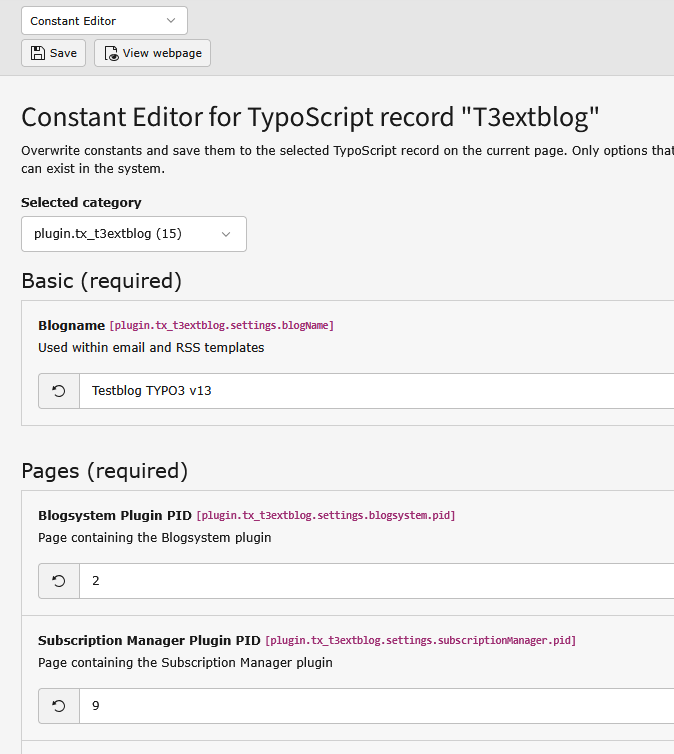 Constant Editor
Save View webpage
Constant Editor for TypoScript record "T3extblog"
Overwrite constants and save them to the selected TypoScript record on the current page. Only options that
can exist in the system.
Selected category
plugin.tx_t3extblog (15)
Basic (required)
Blogname [plugin.tx_t3extblog.settings.blogName]
Used within email and RSS templates
Testblog TYPO3 v13
Pages (required)
Blogsystem Plugin PID [plugin.tx_t3extblog.settings.blogsystem.pid]
Page containing the Blogsystem plugin
2
Subscription Manager Plugin PID [plugin.tx_t3extblog.settings.subscriptionManager.pid]
Page containing the Subscription Manager plugin
9